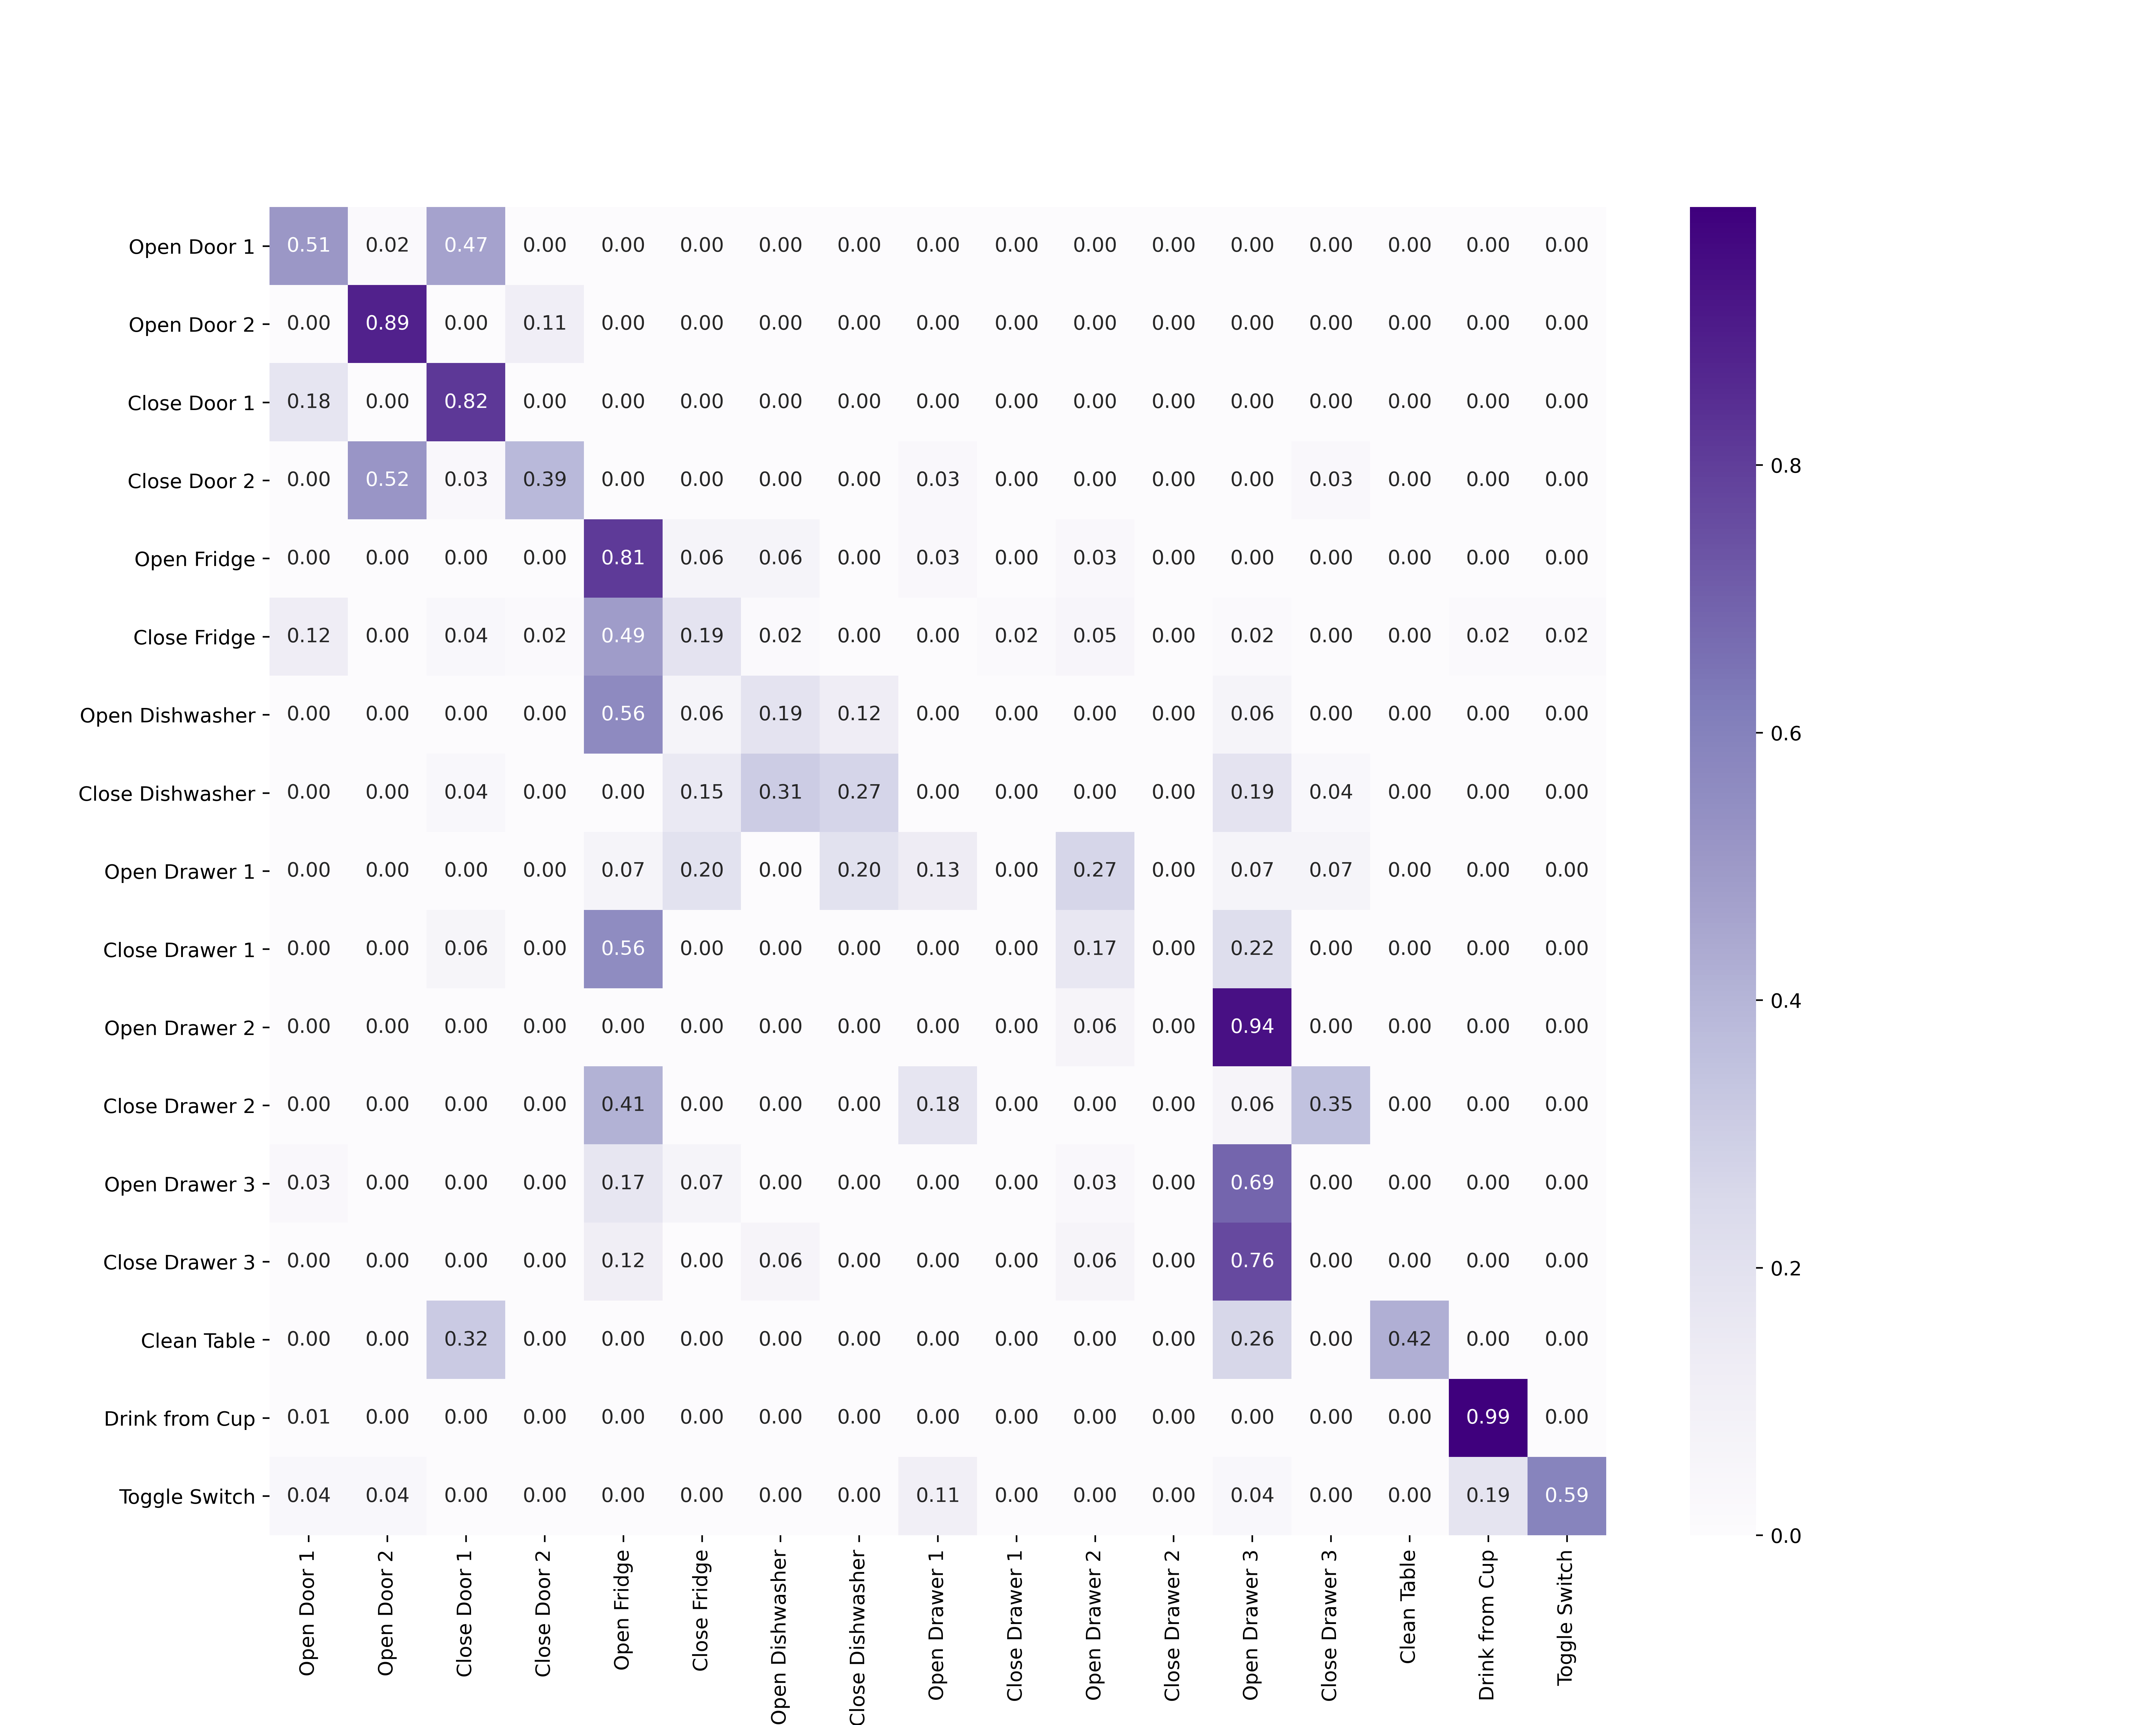 Open Door 1 0.51 0.02 0.47 0.00 0.00 0.00 0.00 0.00 0.00 0.00 0.00 0.00 0.00 0.00 0.00 0.00 0.00
Open Door 2 0.00 0.89 0.00 0.11 0.00 0.00 0.00 0.00 0.00 0.00 0.00 0.00 0.00 0.00 0.00 0.00 0.00
Close Door 1 0.18 0.00 0.82 0.00 0.00 0.00 0.00 0.00 0.00 0.00 0.00 0.00 0.00 0.00 0.00 0.00 0.00
Close Door 2 0.00 0.52 0.03 0.39 0.00 0.00 0.00 0.00 0.03 0.00 0.00 0.00 0.00 0.03 0.00 0.00 0.00
Open Fridge 0.00 0.00 0.00 0.00 0.81 0.06 0.06 0.00 0.03 0.00 0.03 0.00 0.00 0.00 0.00 0.00 0.00
Close Fridge 0.12 0.00 0.04 0.02 0.49 0.19 0.02 0.00 0.00 0.02 0.05 0.00 0.02 0.00 0.00 0.02 0.02
Open Dishwasher 0.00 0.00 0.00 0.00 0.56 0.06 0.19 0.12 0.00 0.00 0.00 0.00 0.06 0.00 0.00 0.00 0.00
Close Dishwasher 0.00 0.00 0.04 0.00 0.00 0.15 0.31 0.27 0.00 0.00 0.00 0.00 0.19 0.04 0.00 0.00 0.00
Open Drawer 1 0.00 0.00 0.00 0.00 0.07 0.20 0.00 0.20 0.13 0.00 0.27 0.00 0.07 0.07 0.00 0.00 0.00
Close Drawer 1 0.00 0.00 0.06 0.00 0.56 0.00 0.00 0.00 0.00 0.00 0.17 0.00 0.22 0.00 0.00 0.00 0.00
Open Drawer 2 0.00 0.00 0.00 0.00 0.00 0.00 0.00 0.00 0.00 0.00 0.06 0.00 0.94 0.00 0.00 0.00 0.00
Close Drawer 2 0.00 0.00 0.00 0.00 0.41 0.00 0.00 0.00 0.18 0.00 0.00 0.00 0.06 0.35 0.00 0.00 0.00
Open Drawer 3 0.03 0.00 0.00 0.00 0.17 0.07 0.00 0.00 0.00 0.00 0.03 0.00 0.69 0.00 0.00 0.00 0.00
Close Drawer 3 0.00 0.00 0.00 0.00 0.12 0.00 0.06 0.00 0.00 0.00 0.06 0.00 0.76 0.00 0.00 0.00 0.00
Clean Table 0.00 0.00 0.32 0.00 0.00 0.00 0.00 0.00 0.00 0.00 0.00 0.00 0.26 0.00 0.42 0.00 0.00
Drink from Cup 0.01 0.00 0.00 0.00 0.00 0.00 0.00 0.00 0.00 0.00 0.00 0.00 0.00 0.00 0.00 0.99 0.00
Toggle Switch 0.04 0.04 0.00 0.00 0.00 0.00 0.00 0.00 0.11 0.00 0.00 0.00 0.04 0.00 0.00 0.19 0.59
Open Door 1
Open Door 2
Close Door 1
Close Door 2
Open Fridge
Close Fridge
Open Dishwasher
Close Dishwasher
Open Drawer 1
Close Drawer 1
Open Drawer 2
Close Drawer 2
Open Drawer 3
Close Drawer 3
Clean Table
Drink from Cup
Toggle Switch
0.8
0.6
0.4
0.2
0.0